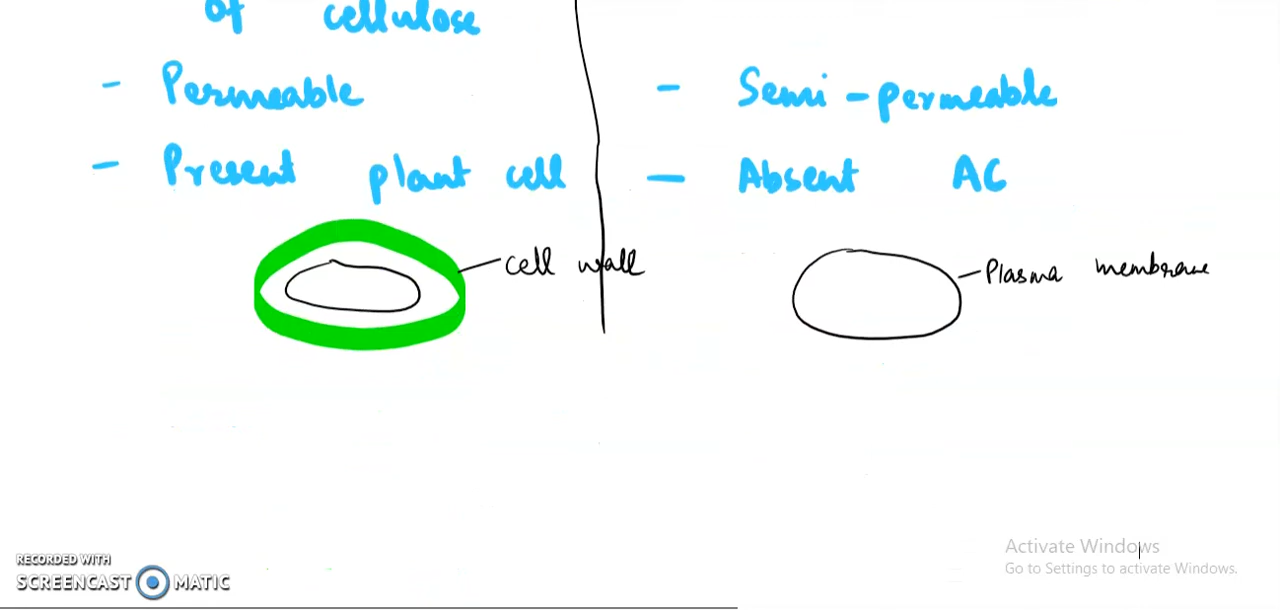 of cellulose
- Permeable
- Semi-permeable
- Present plant cell
- Absent AC
cell wall
Plasma membrane
Activate Windows
Go to Settings to activate Windows.
RECORDED WITH
SCREENCAST MATIC